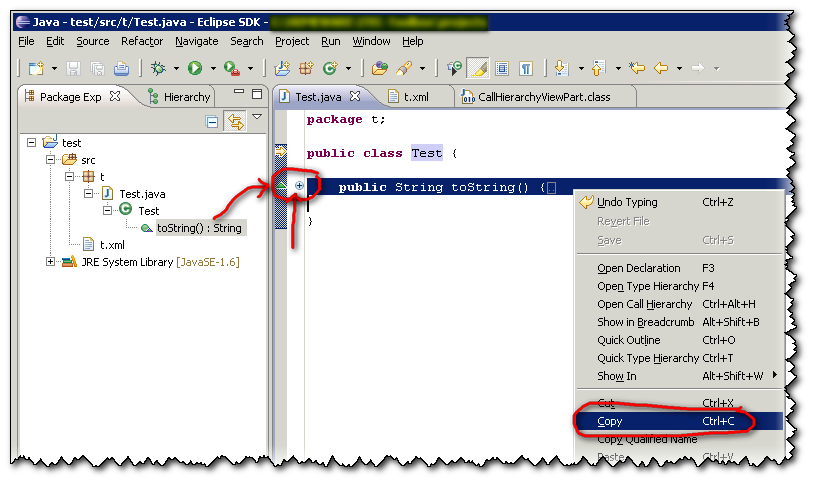 Java - test/src/t/Test.java - Eclipse SDK -
File Edit Source Refactor Navigate Search Project Run Window Help
Package Exp Hierarchy
Test.java t.xml CallHierarchyViewPart.class
test
src
t
Test.java
Test
toString() : String
t.xml
JRE System Library [JavaSE-1.6]
package t;
public class Test {
public String toString() {
}
Undo Typing Ctrl+Z
Revert File
Save Ctrl+S
Open Declaration F3
Open Type Hierarchy F4
Open Call Hierarchy Ctrl+Alt+H
Show in Breadcrumb Alt+Shift+B
Quick Outline Ctrl+O
Quick Type Hierarchy Ctrl+T
Show In Alt+Shift+W
Cut Ctrl+X
Copy Ctrl+C
Copy Qualified Name
Paste Ctrl+V